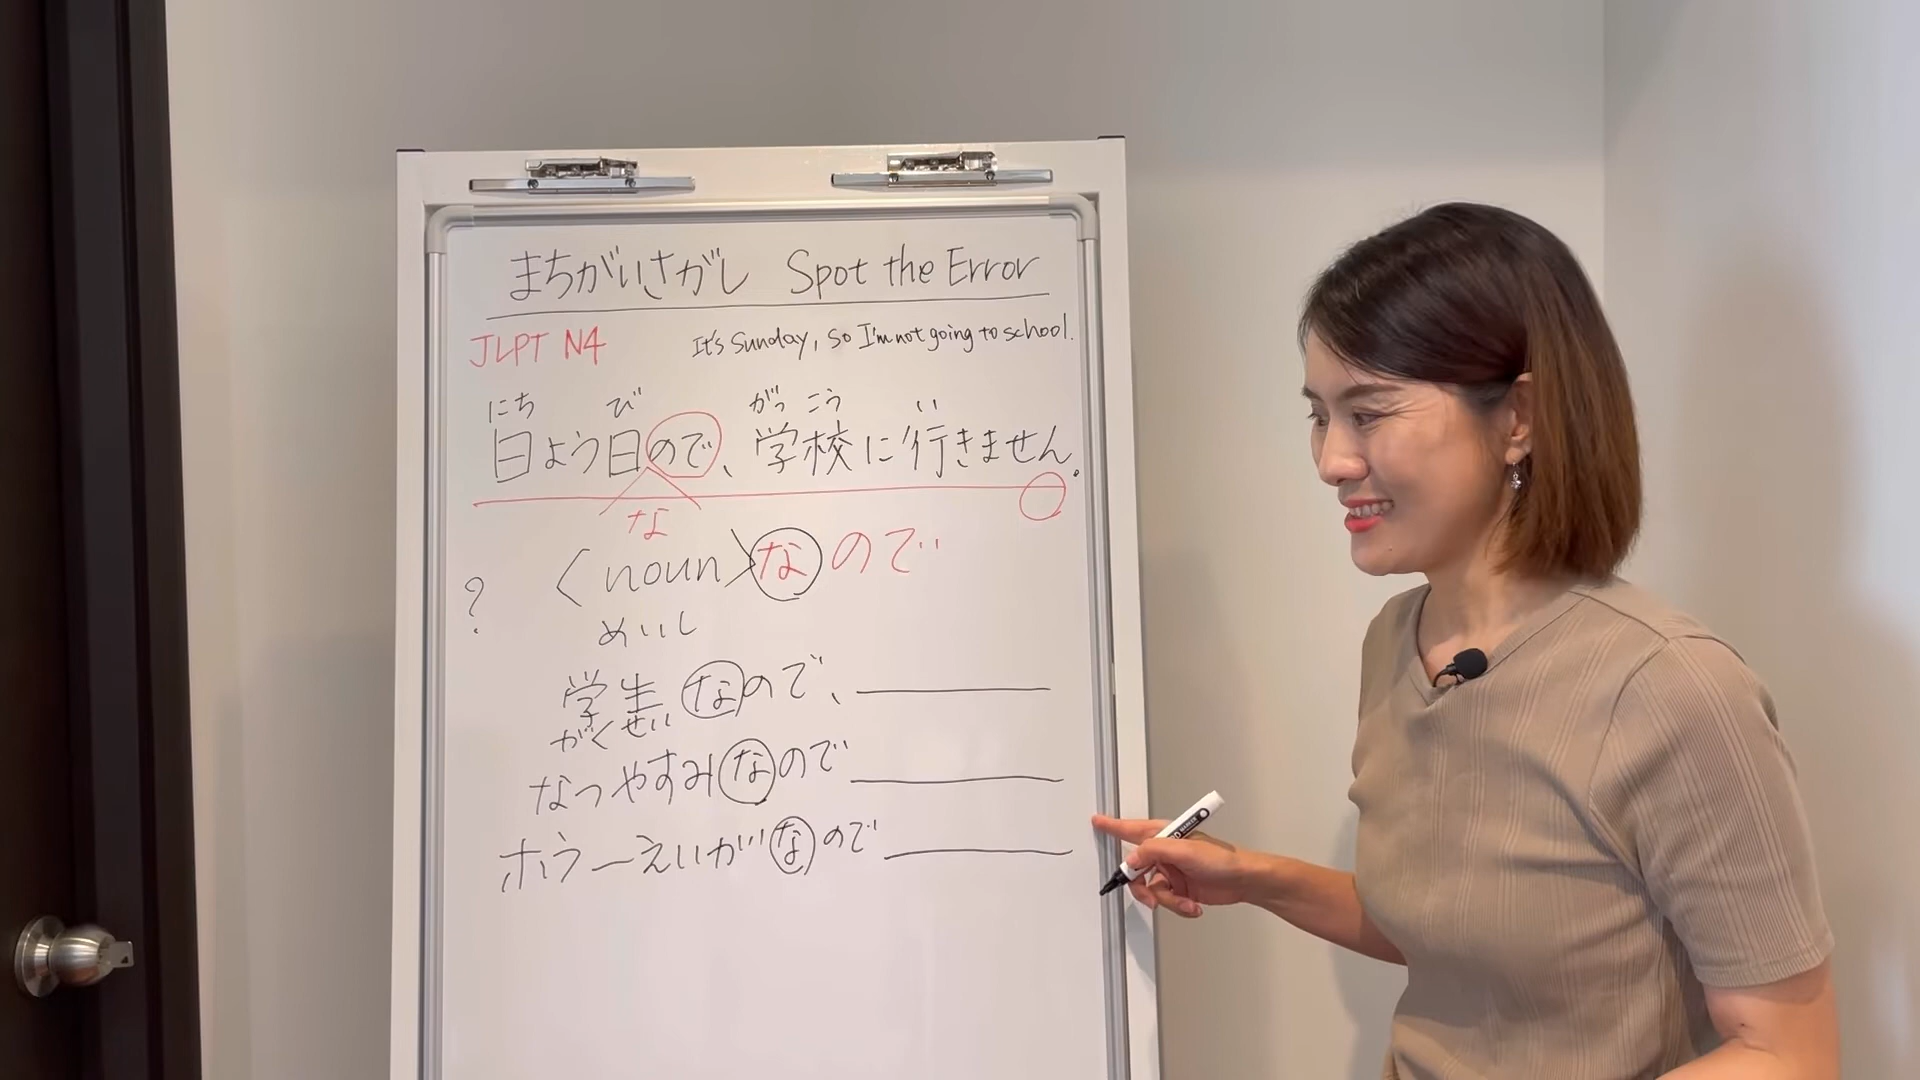 まちがいさがし Spot the Error
JLPT N4 It's Sunday, so I'm not going to school.
にち び がっ こう い
日よう日ので、学校に行きません。
な
<noun>なので
?
めいし
学生なので、
がくせい
なつやすみなので
ホラーえいがなので